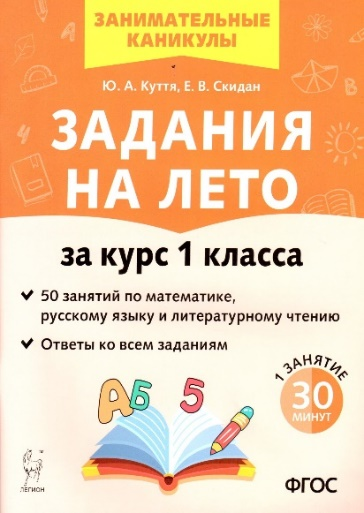 ЗАНИМАТЕЛЬНЫЕ
КАНИКУЛЫ
Ю. А. Куття, Е. В. Скидан
ЗАДАНИЯ
НА ЛЕТО
за курс 1 класса
50 занятий по математике,
русскому языку и литературному чтению
Ответы ко всем заданиям
1 ЗАНЯТИЕ
30
МИНУТ
АБ 5
ЛЕГИОН
ФГОС